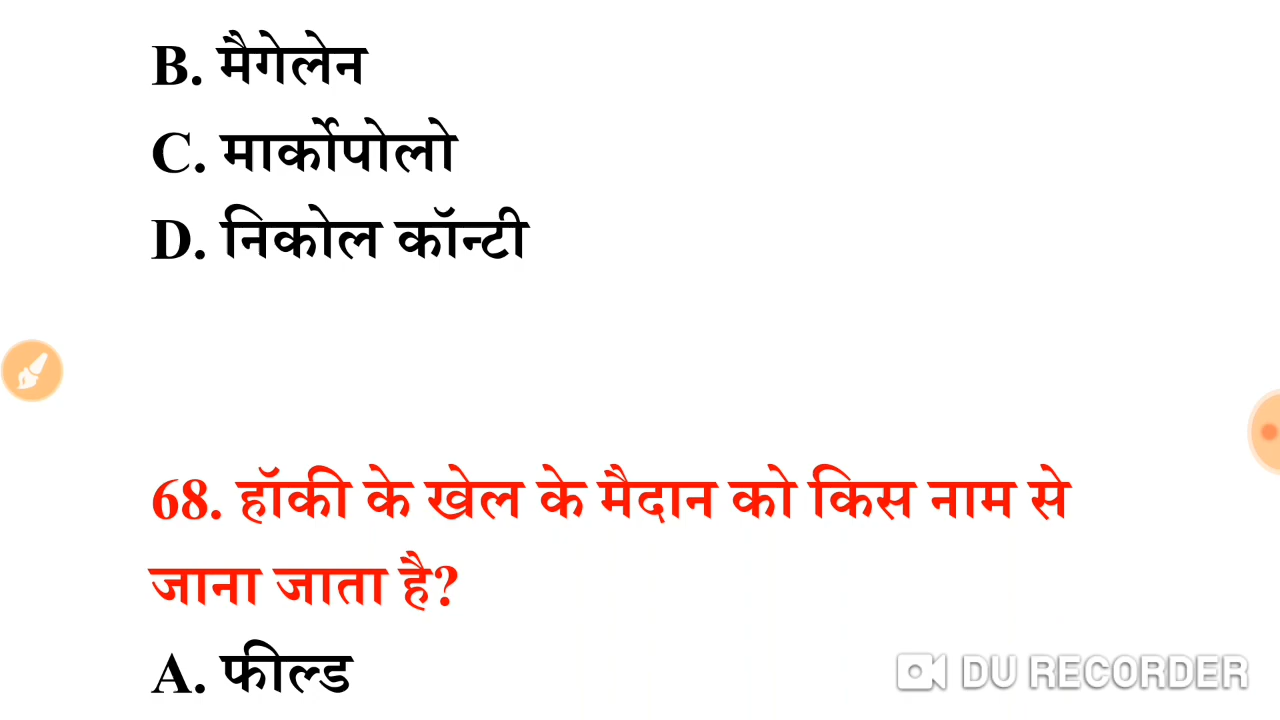 B. मैगेलेन
C. मार्कोपोलो
D. निकोल कॉन्टी
68. हॉकी के खेल के मैदान को किस नाम से
जाना जाता है?
A. फील्ड
DU RECORDER